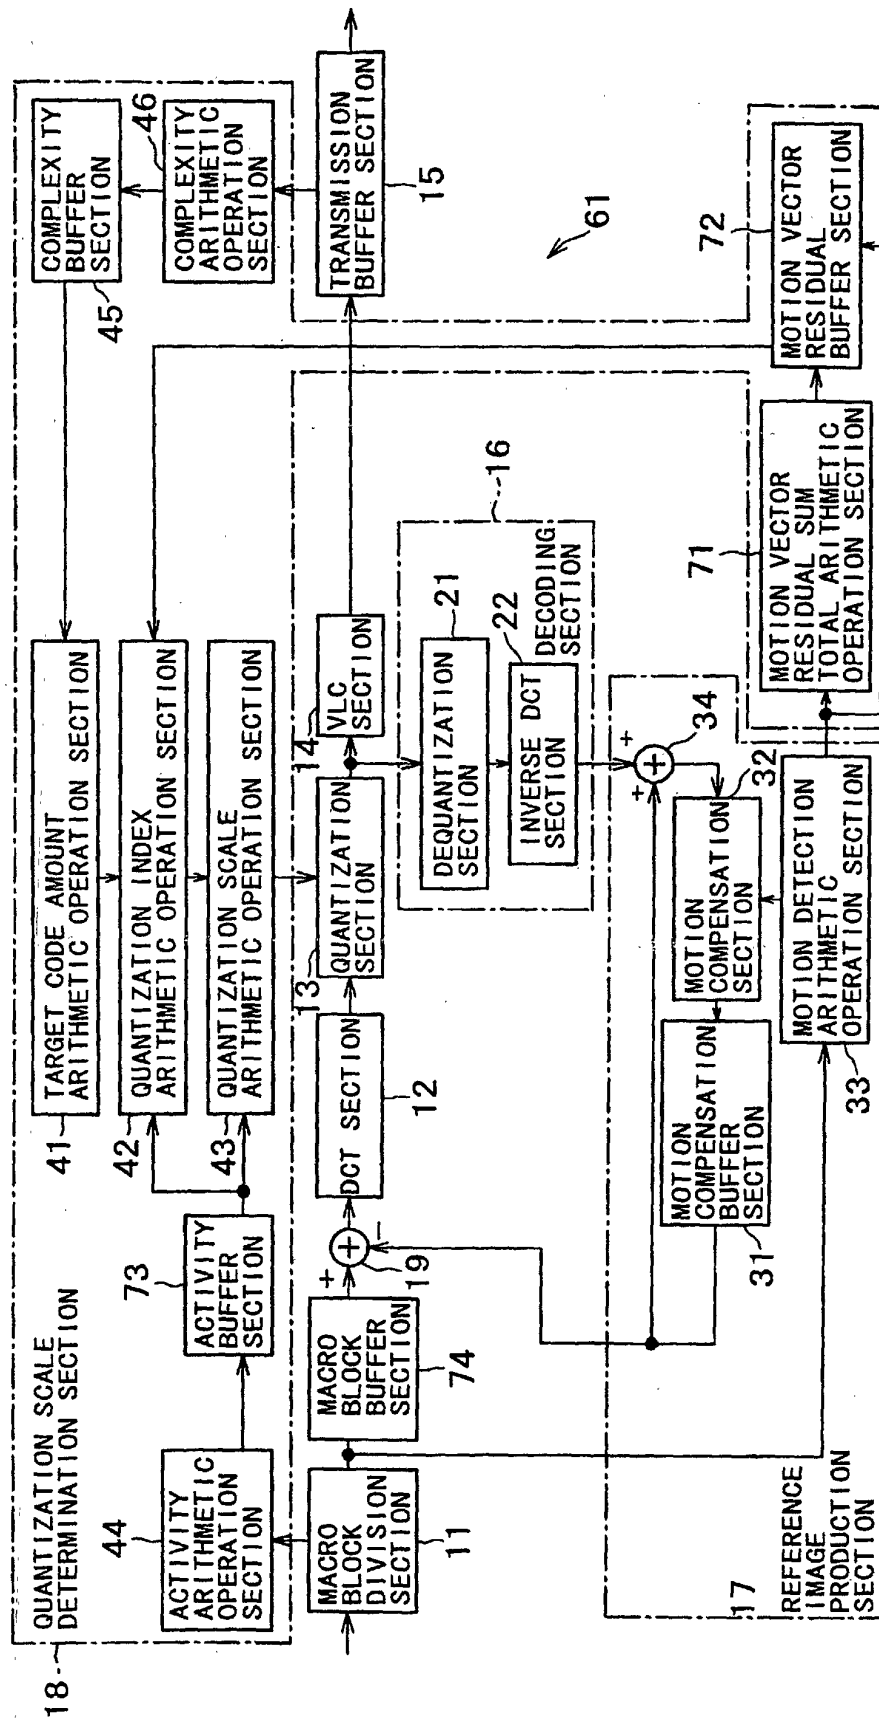 18
QUANTIZATION SCALE
DETERMINATION SECTION
44
ACTIVITY
ARITHMETIC
OPERATION
SECTION
73
ACTIVITY
BUFFER
SECTION
41
TARGET CODE AMOUNT
ARITHMETIC OPERATION SECTION
42
QUANTIZATION INDEX
ARITHMETIC OPERATION SECTION
43
QUANTIZATION SCALE
ARITHMETIC OPERATION SECTION
45
COMPLEXITY
BUFFER
SECTION
46
COMPLEXITY
ARITHMETIC
OPERATION
SECTION
MACRO
BLOCK
DIVISION
SECTION
11
MACRO
BLOCK
BUFFER
SECTION
74
+
+
-
19
DCT SECTION
12
13
QUANTIZATION
SECTION
14
VLC
SECTION
TRANSMISSION
BUFFER SECTION
15
61
16
DEQUANTIZATION
SECTION
21
INVERSE DCT
SECTION
22
DECODING
SECTION
17
REFERENCE
IMAGE
PRODUCTION
SECTION
+
+
+
34
MOTION
COMPENSATION
SECTION
32
MOTION
COMPENSATION
BUFFER
SECTION
31
MOTION DETECTION
ARITHMETIC
OPERATION SECTION
33
71
MOTION VECTOR
RESIDUAL SUM
TOTAL ARITHMETIC
OPERATION SECTION
72
MOTION VECTOR
RESIDUAL
BUFFER SECTION